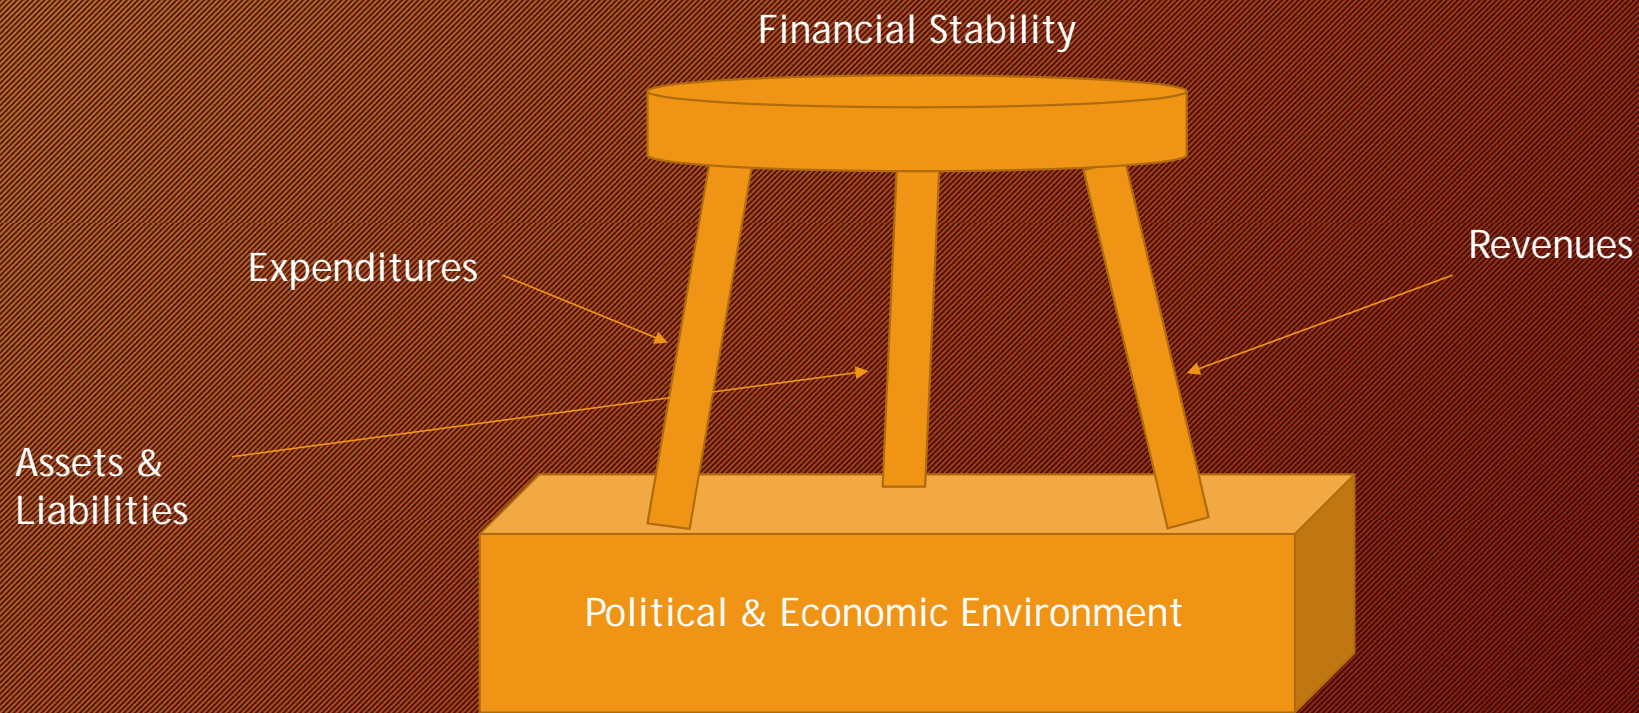 Financial Stability
Revenues
Expenditures
Assets &
Liabilities
Political & Economic Environment